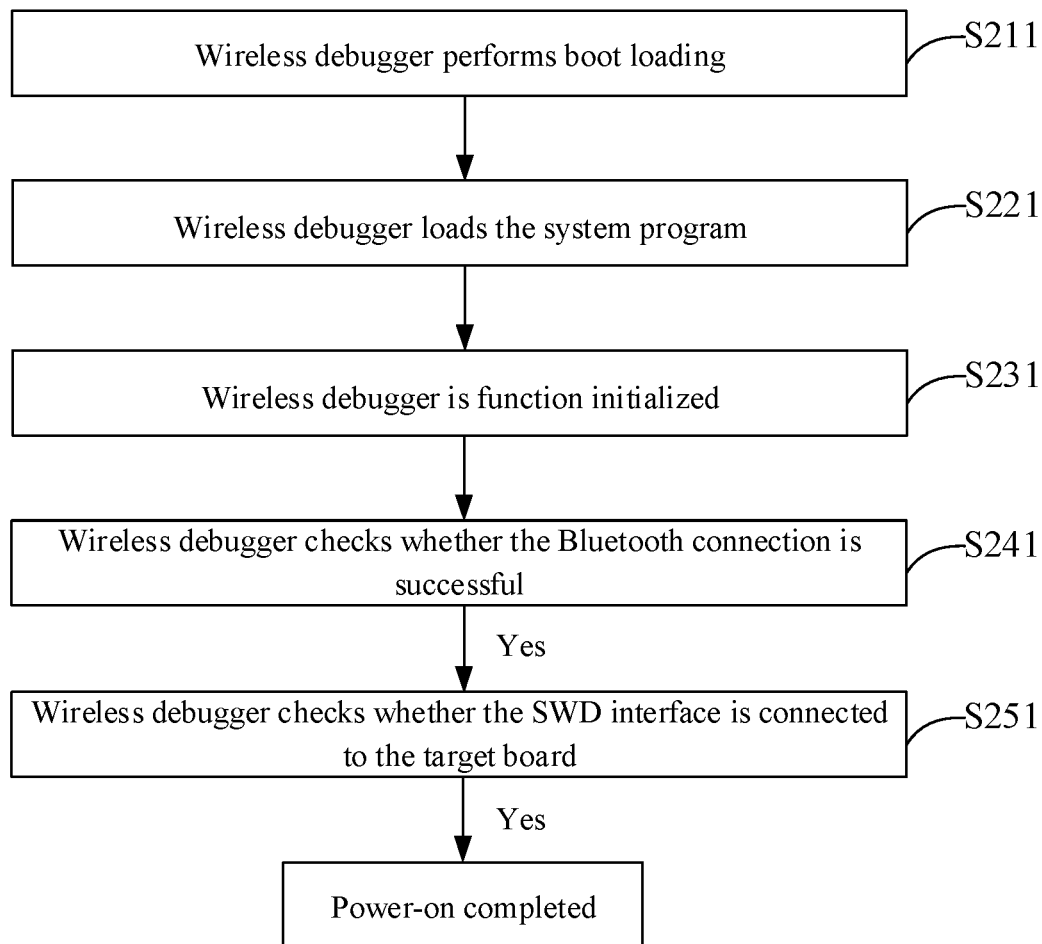 Wireless debugger performs boot loading
S211
Wireless debugger loads the system program
S221
Wireless debugger is function initialized
S231
Wireless debugger checks whether the Bluetooth connection is
successful
S241
Yes
Wireless debugger checks whether the SWD interface is connected
to the target board
S251
Yes
Power-on completed